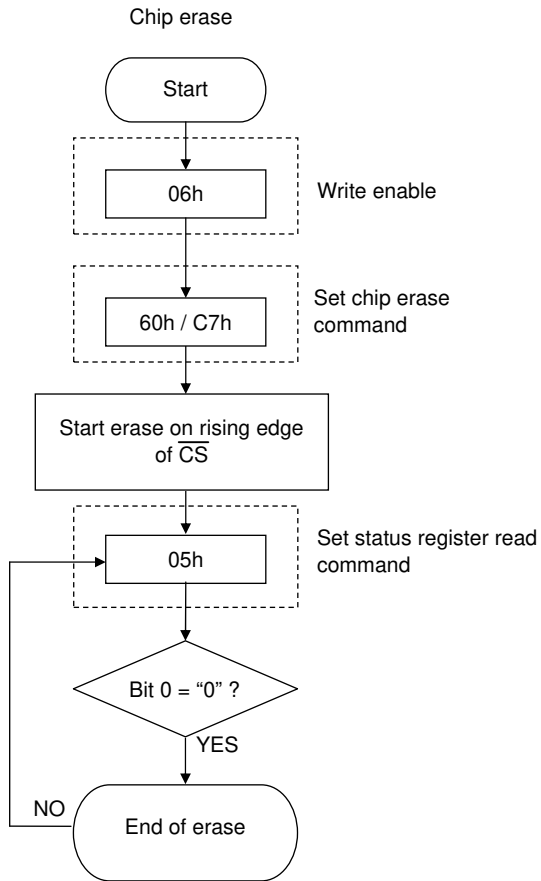 Chip erase
Start
06h
Write enable
60h / C7h
Set chip erase
command
Start erase on rising edge
of C̅S̅
05h
Set status register read
command
Bit 0 = “0” ?
YES
NO
End of erase